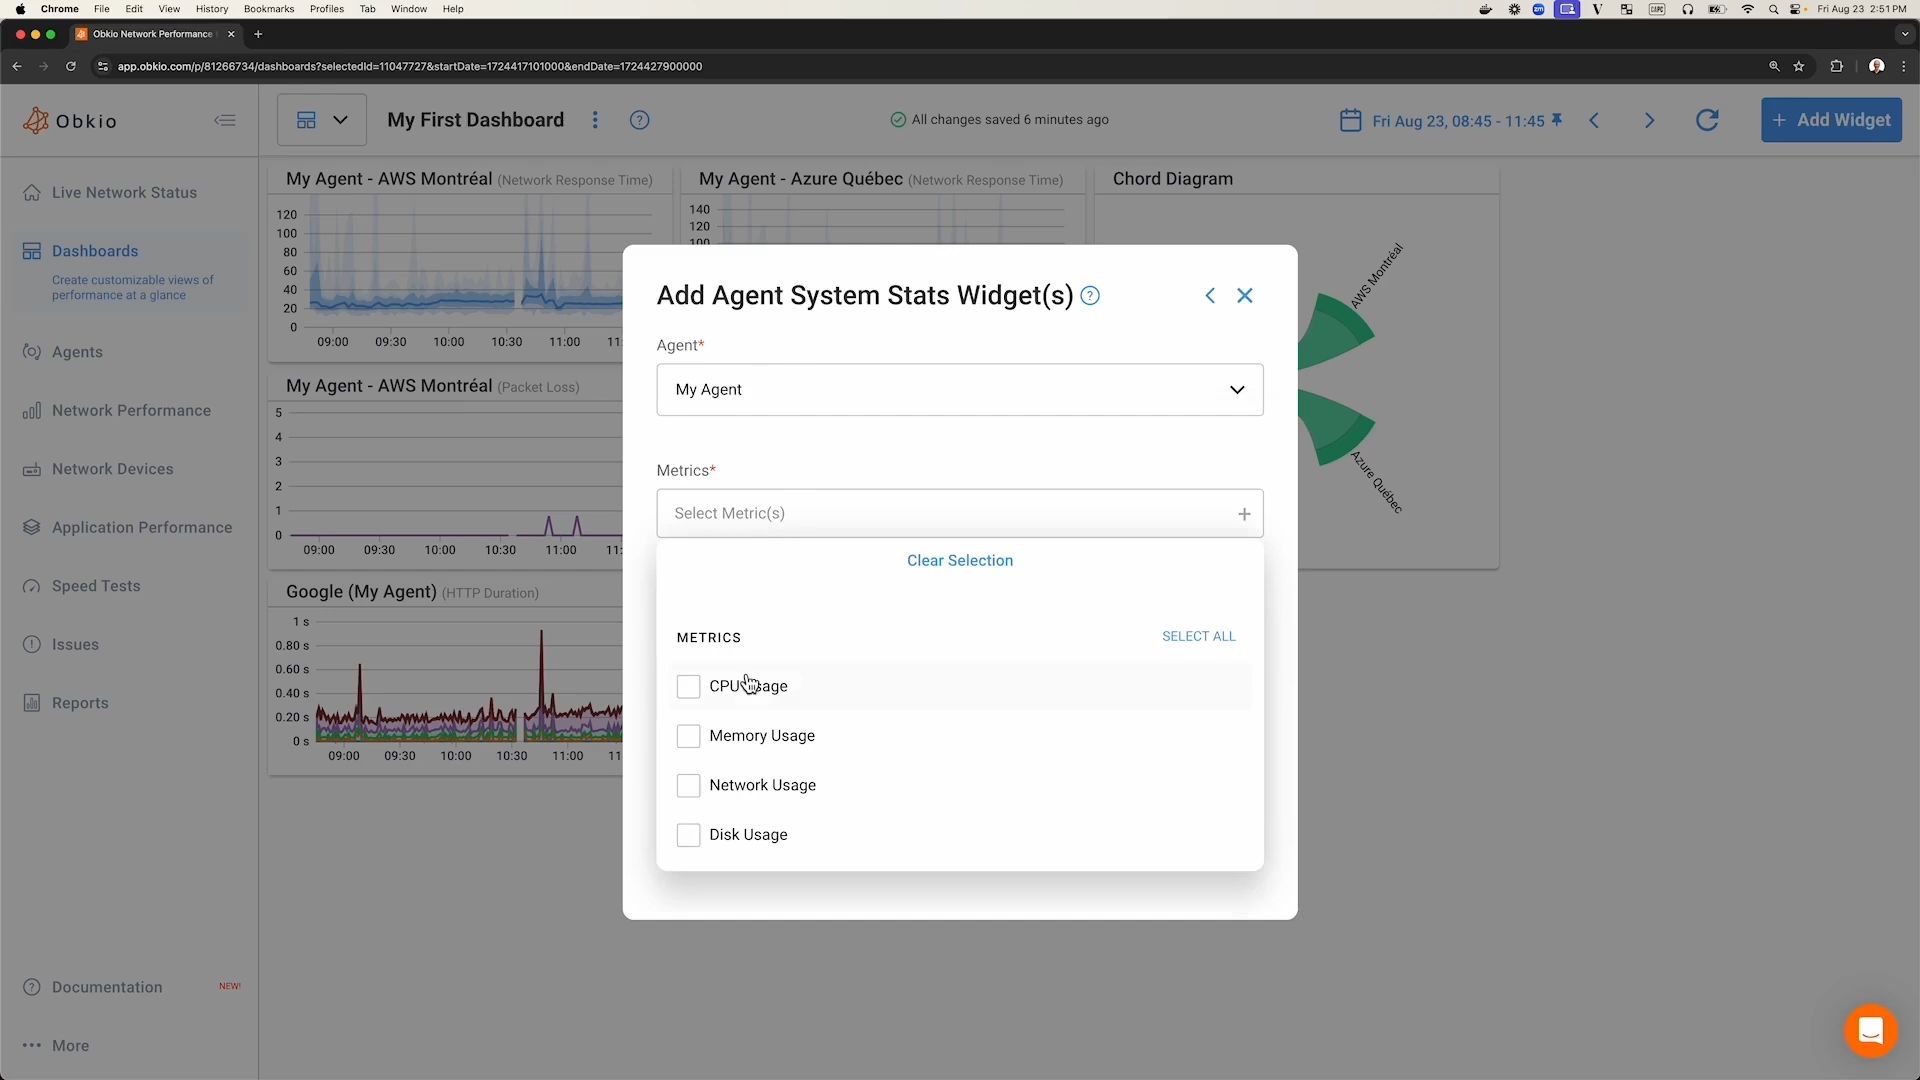 Chrome File Edit View History Bookmarks Profiles Tab Window Help
Fri Aug 23 2:51 PM
Obkio Network Performance
app.obkio.com/p/81266734/dashboards?selectedId=11047727&startDate=1724417101000&endDate=1724427900000
Obkio
My First Dashboard
All changes saved 6 minutes ago
Fri Aug 23, 08:45 - 11:45
+ Add Widget
Live Network Status
Dashboards
Create customizable views of
performance at a glance
Agents
Network Performance
Network Devices
Application Performance
Speed Tests
Issues
Reports
Documentation NEW!
More
My Agent - AWS Montréal (Network Response Time)
120
100
80
60
40
20
0
09:00 09:30 10:00 10:30 11:00 11:
My Agent - Azure Québec (Network Response Time)
140
120
100
Chord Diagram
AWS Montréal
Azure Québec
My Agent - AWS Montréal (Packet Loss)
5
4
3
2
1
0
09:00 09:30 10:00 10:30 11:00 11:
Google (My Agent) (HTTP Duration)
1 s
0.80 s
0.60 s
0.40 s
0.20 s
0 s
09:00 09:30 10:00 10:30 11:00 11
Add Agent System Stats Widget(s)
Agent*
My Agent
Metrics*
Select Metric(s)
Clear Selection
METRICS SELECT ALL
CPU Usage
Memory Usage
Network Usage
Disk Usage